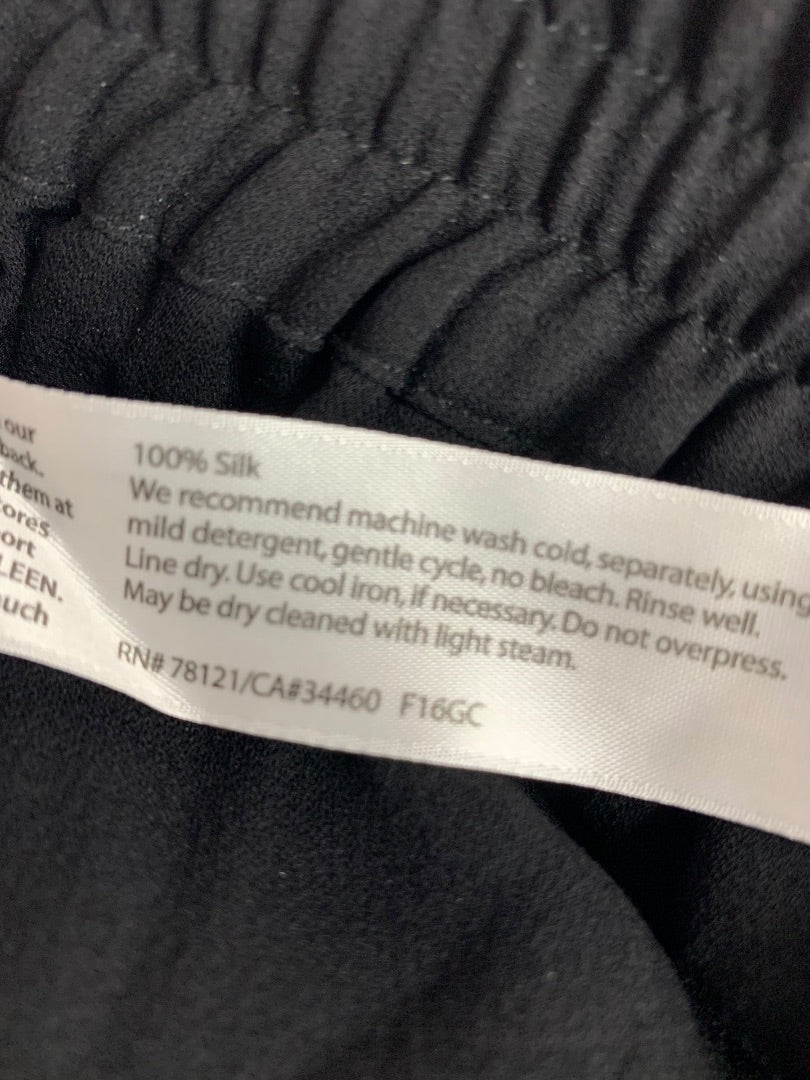 our
back.
them at
ores
ort
LEEN.
much
100% Silk
We recommend machine wash cold, separately, using
mild detergent, gentle cycle, no bleach. Rinse well.
Line dry. Use cool iron, if necessary. Do not overpress.
May be dry cleaned with light steam.
RN# 78121/CA#34460 F16GC